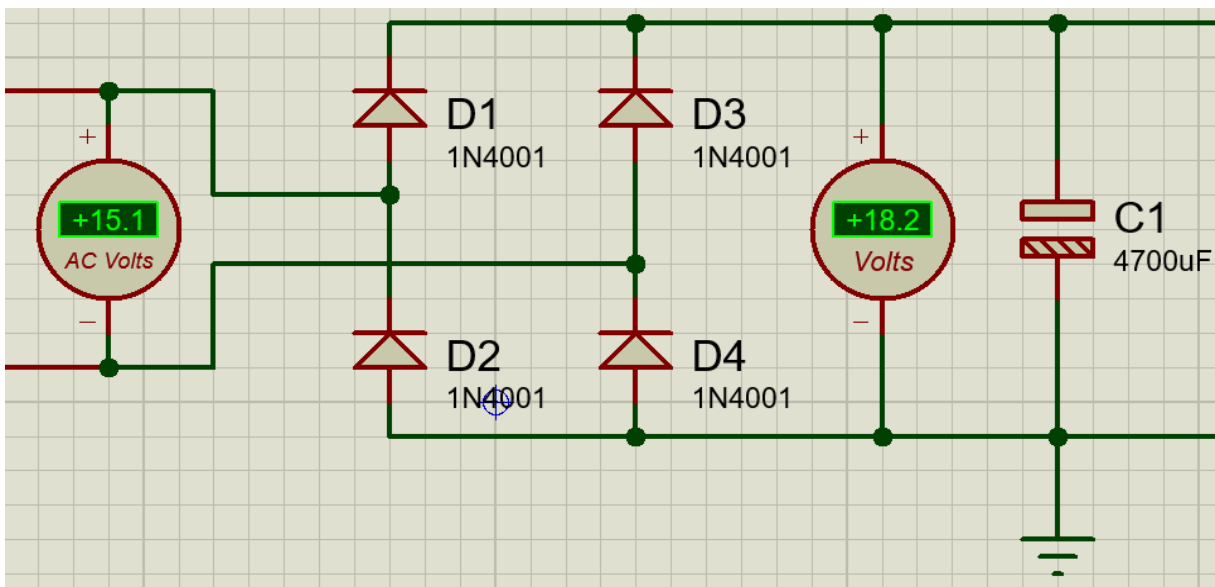 D1
1N4001
D3
1N4001
+
+15.1
AC Volts
−
+
+18.2
Volts
−
C1
4700uF
D2
1N4001
D4
1N4001